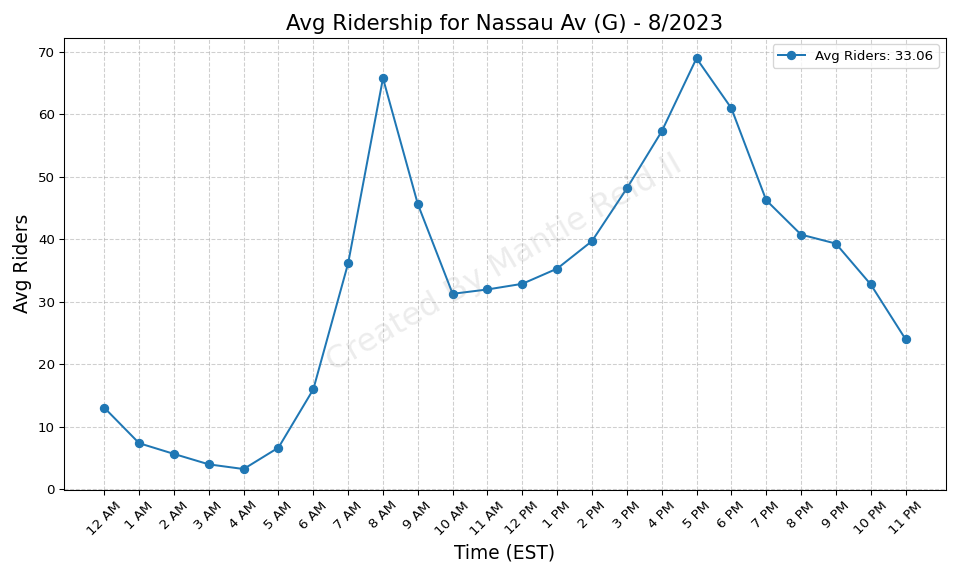 Avg Ridership for Nassau Av (G) - 8/2023
Avg Riders: 33.06
Avg Riders
70
60
50
40
30
20
10
0
Created By Mantie Reid II
12 AM
1 AM
2 AM
3 AM
4 AM
5 AM
6 AM
7 AM
8 AM
9 AM
10 AM
11 AM
12 PM
1 PM
2 PM
3 PM
4 PM
5 PM
6 PM
7 PM
8 PM
9 PM
10 PM
11 PM
Time (EST)